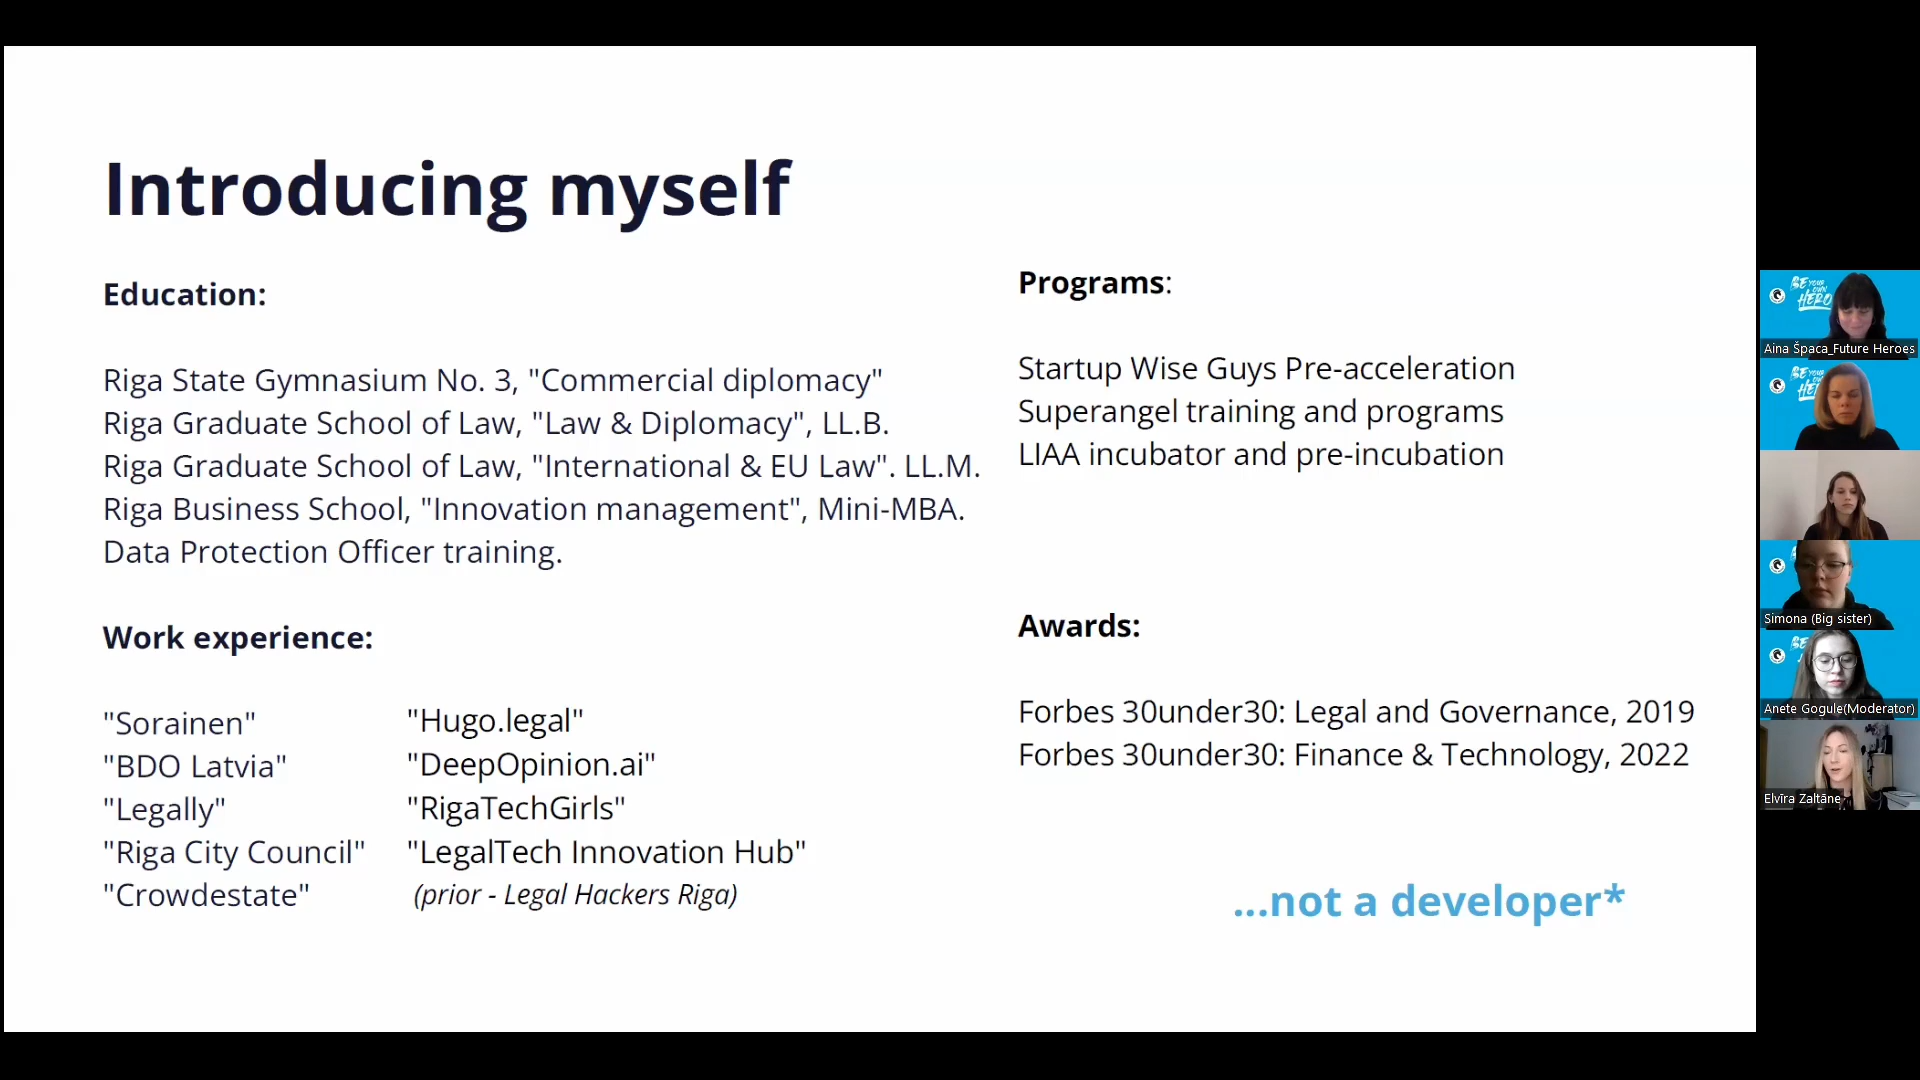 Introducing myself
Education:
Riga State Gymnasium No. 3, "Commercial diplomacy"
Riga Graduate School of Law, "Law & Diplomacy", LL.B.
Riga Graduate School of Law, "International & EU Law". LL.M.
Riga Business School, "Innovation management", Mini-MBA.
Data Protection Officer training.
Work experience:
"Sorainen"
"BDO Latvia"
"Legally"
"Riga City Council"
"Crowdestate"
"Hugo.legal"
"DeepOpinion.ai"
"RigaTechGirls"
"LegalTech Innovation Hub"
(prior - Legal Hackers Riga)
Programs:
Startup Wise Guys Pre-acceleration
Superangel training and programs
LIAA incubator and pre-incubation
Awards:
Forbes 30under30: Legal and Governance, 2019
Forbes 30under30: Finance & Technology, 2022
...not a developer*
BE YOUR
OWN
HERO
Aina Špaca_Future Heroes
Simona (Big sister)
Anete Gogule(Moderator)
Elvīra Zaltāne